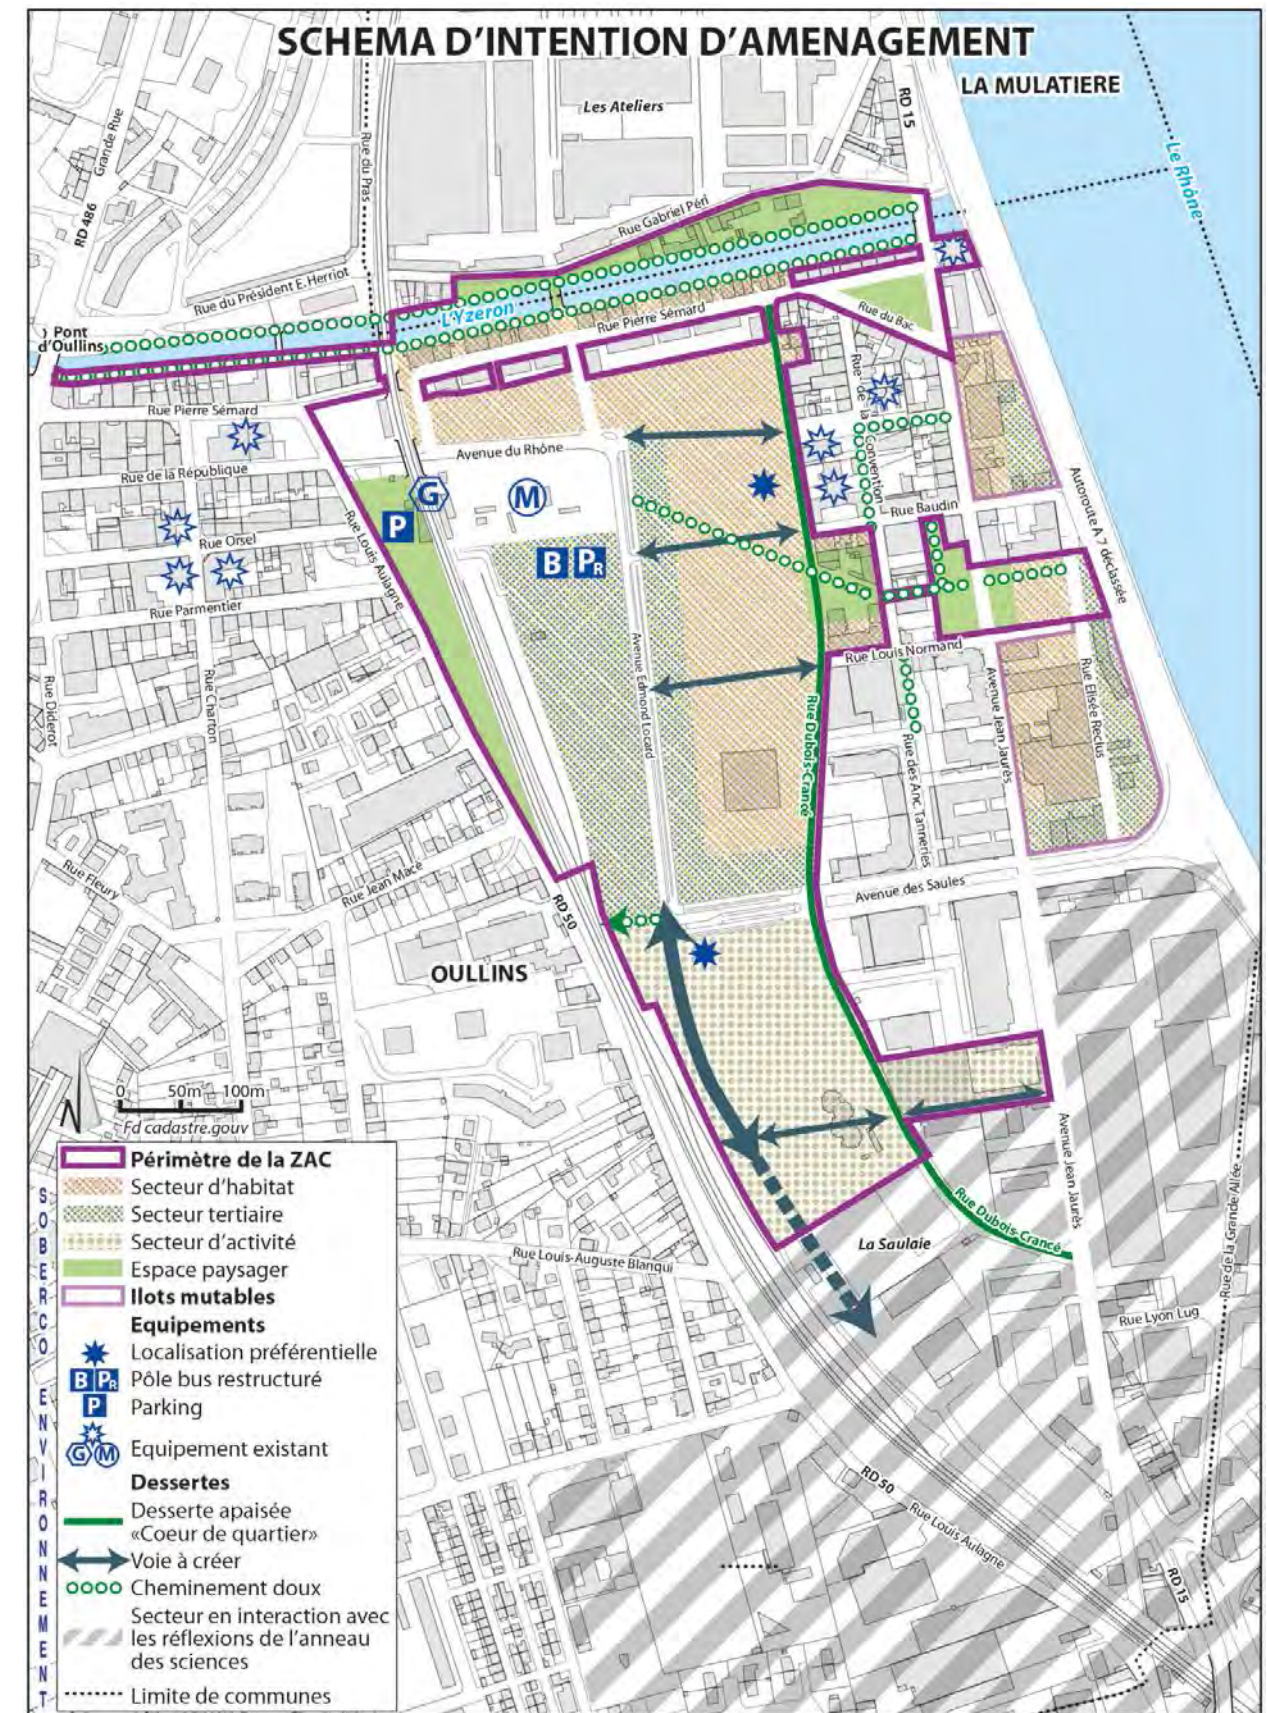 SCHEMA D'INTENTION D'AMENAGEMENT
LA MULATIERE
Les Ateliers
RD 15
Grande Rue
RD 486
Rue du Pras
Le Rhône
Rue Gabriel Péri
Rue du Président E. Herriot
L'Yzeron
Rue Pierre Sémard
Rue du Bac
Pont
d'Oullins
Rue Pierre Sémard
Rue de la Convention
Avenue du Rhône
Rue de la République
G
M
P
Rue Baudin
Autoroute A 7 déclassée
Rue Orsel
Rue Louis Aulagne
B PR
Rue Parmentier
Avenue Edmond Locard
Rue Louis Normand
Rue Diderot
Rue Charton
Rue Dubois-Crancé
Rue des Anc. Tanneries
Avenue Jean Jaurès
Rue Elisée Reclus
Rue Fleury
Rue Jean Macé
Avenue des Saules
RD 50
OULLINS
0 50m 100m
N
Fd cadastre.gouv
Avenue Jean Jaurès
Rue de la Grande Allée
Rue Dubois-Crancé
La Saulaie
Rue Louis-Auguste Blanqui
Rue Lyon Lug
RD 50
Rue Louis Aulagne
RD 15
Périmètre de la ZAC
Secteur d'habitat
Secteur tertiaire
Secteur d'activité
Espace paysager
Ilots mutables
Equipements
Localisation préférentielle
B PR Pôle bus restructuré
P Parking
G M Equipement existant
Dessertes
Desserte apaisée
«Coeur de quartier»
Voie à créer
Cheminement doux
Secteur en interaction avec
les réflexions de l'anneau
des sciences
Limite de communes
SOBERCO ENVIRONNEMENT